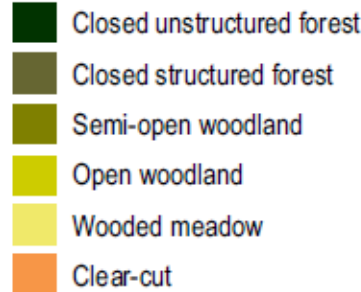 Closed unstructured forest
Closed structured forest
Semi-open woodland
Open woodland
Wooded meadow
Clear-cut